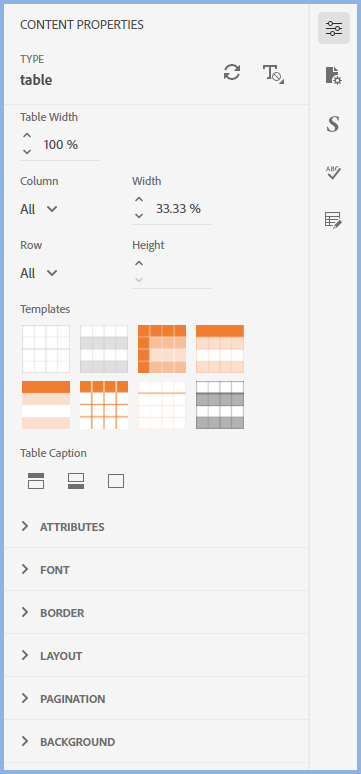 CONTENT PROPERTIES
TYPE
table
Table Width
100 %
Column Width
All 33.33 %
Row Height
All
Templates
Table Caption
ATTRIBUTES
FONT
BORDER
LAYOUT
PAGINATION
BACKGROUND
S
ABC